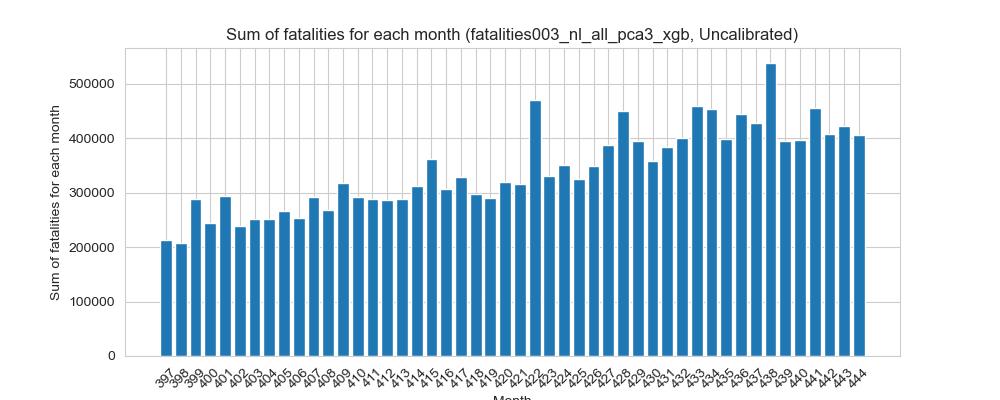 Sum of fatalities for each month (fatalities003_nl_all_pca3_xgb, Uncalibrated)
Sum of fatalities for each month
500000
400000
300000
200000
100000
0
397 398 399 400 401 402 403 404 405 406 407 408 409 410 411 412 413 414 415 416 417 418 419 420 421 422 423 424 425 426 427 428 429 430 431 432 433 434 435 436 437 438 439 440 441 442 443 444
Month